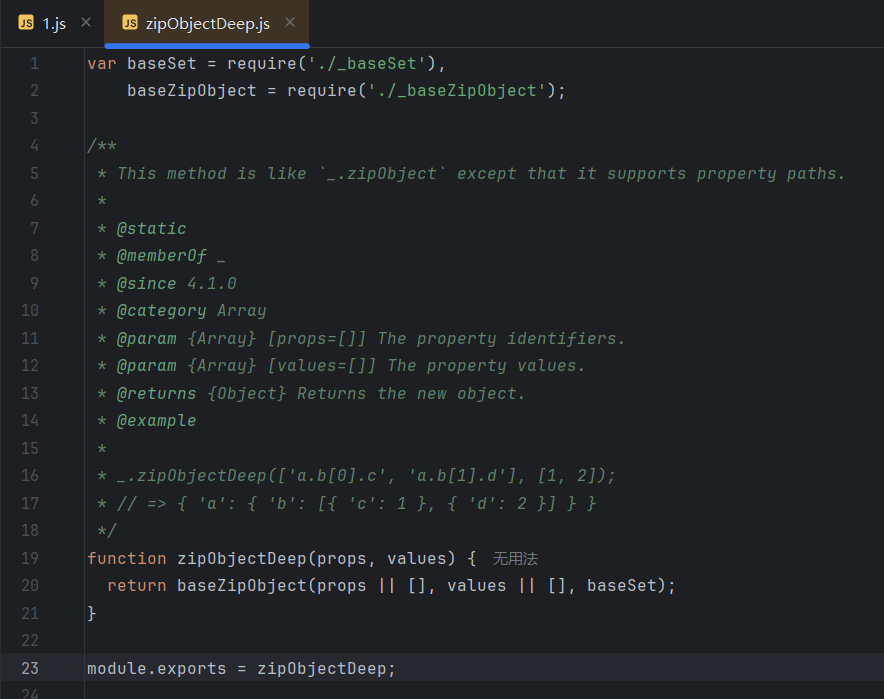 JS 1.js ×
JS zipObjectDeep.js ×
1 var baseSet = require('./_baseSet'),
2 baseZipObject = require('./_baseZipObject');
3
4 /**
5 * This method is like `_.zipObject` except that it supports property paths.
6 *
7 * @static
8 * @memberOf _
9 * @since 4.1.0
10 * @category Array
11 * @param {Array} [props=[]] The property identifiers.
12 * @param {Array} [values=[]] The property values.
13 * @returns {Object} Returns the new object.
14 * @example
15 *
16 * _.zipObjectDeep(['a.b[0].c', 'a.b[1].d'], [1, 2]);
17 * // => { 'a': { 'b': [{ 'c': 1 }, { 'd': 2 }] } }
18 */
19 function zipObjectDeep(props, values) { 无用法
20 return baseZipObject(props || [], values || [], baseSet);
21 }
22
23 module.exports = zipObjectDeep;
24